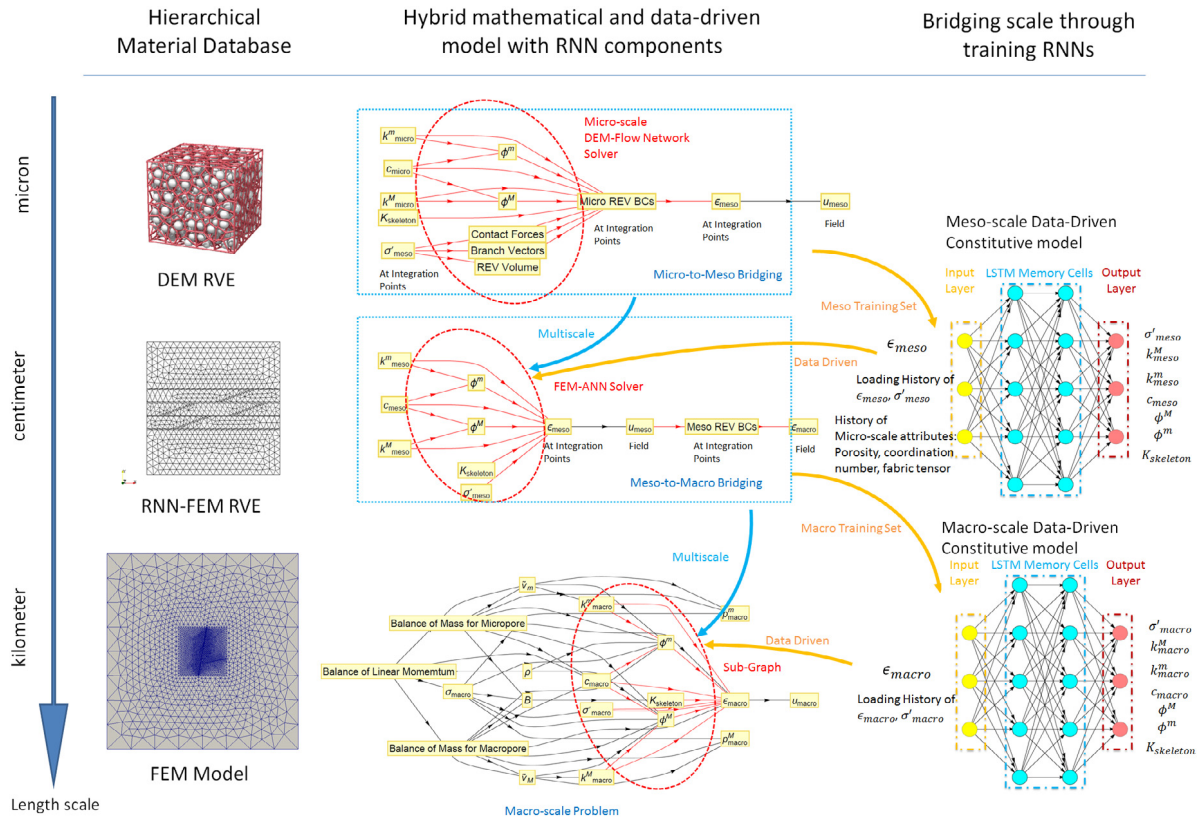 Hierarchical
Material Database
Hybrid mathematical and data-driven
model with RNN components
Bridging scale through
training RNNs
micron
centimeter
kilometer
Length scale
DEM RVE
RNN-FEM RVE
FEM Model
Micro-scale
DEM-Flow Network
Solver
k^m_micro
ϕ^m
c_micro
k^M_micro
ϕ^M
Micro REV BCs
ϵ_meso
u_meso
K_skeleton
At Integration
Points
At Integration
Points
Field
Contact Forces
σ'_meso
Branch Vectors
REV Volume
At Integration
Points
Micro-to-Meso Bridging
Multiscale
k^m_meso
ϕ^m
FEM-ANN Solver
c_meso
ϕ^M
ϵ_meso
u_meso
Meso REV BCs
ϵ_macro
k^M_meso
At Integration
Points
Field
At Integration
Points
Field
K_skeleton
σ'_meso
Meso-to-Macro Bridging
Multiscale
ṽ_m
k^m_macro
p^m_macro
Balance of Mass for Micropore
ϕ^m
Balance of Linear Momentum
σ_macro
c_macro
K_skeleton
ϵ_macro
u_macro
σ'_macro
ϕ^M
Balance of Mass for Macropore
p^M_macro
ṽ_M
k^M_macro
Sub-Graph
Macro-scale Problem
Meso-scale Data-Driven
Constitutive model
Input
Layer
LSTM Memory Cells
Output
Layer
Meso Training Set
Data Driven
ϵ_meso
Loading History of
ϵ_meso, σ'_meso
History of
Micro-scale attributes:
Porosity, coordination
number, fabric tensor
σ'_meso
k^M_meso
k^m_meso
c_meso
ϕ^M
ϕ^m
K_skeleton
Macro Training Set
Macro-scale Data-Driven
Constitutive model
Input
Layer
LSTM Memory Cells
Output
Layer
Data Driven
ϵ_macro
Loading History of
ϵ_macro, σ'_macro
σ'_macro
k^M_macro
k^m_macro
c_macro
ϕ^M
ϕ^m
K_skeleton